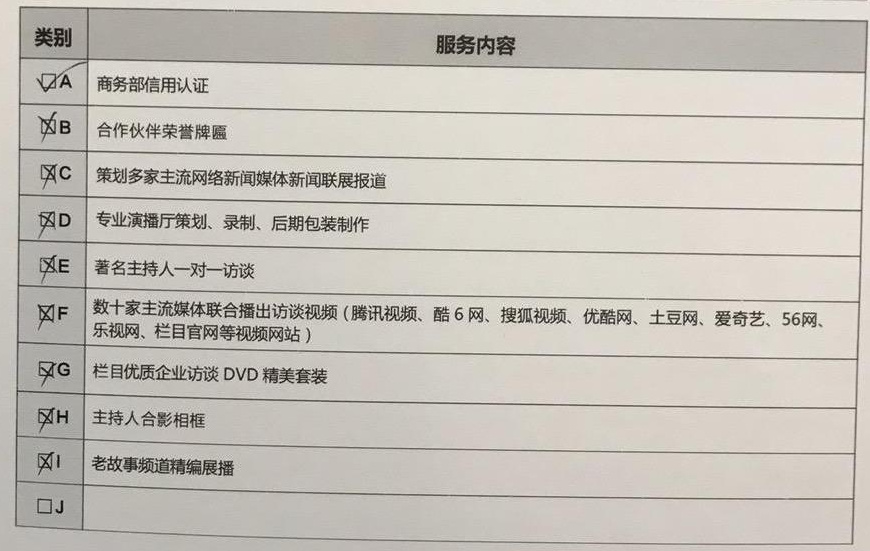 类别
服务内容
A 商务部信用认证
B 合作伙伴荣誉牌匾
C 策划多家主流网络新闻媒体新闻联展报道
D 专业演播厅策划、录制、后期包装制作
E 著名主持人一对一访谈
F 数十家主流媒体联合播出访谈视频（腾讯视频、酷6网、搜狐视频、优酷网、土豆网、爱奇艺、56网、
乐视网、栏目官网等视频网站）
G 栏目优质企业访谈 DVD 精美套装
H 主持人合影相框
I 老故事频道精编展播
J